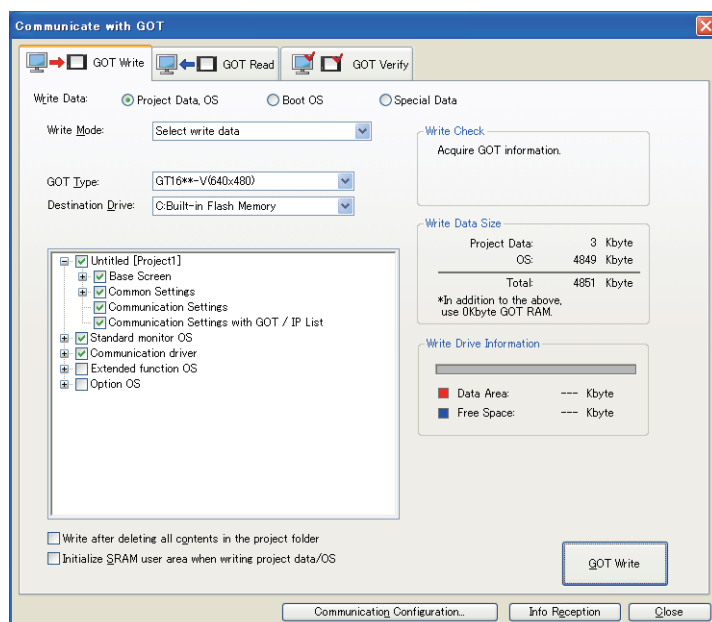 Communicate with GOT
GOT Write
GOT Read
GOT Verify
Write Data:
Project Data, OS
Boot OS
Special Data
Write Mode:
Select write data
Write Check
Acquire GOT information.
GOT Type:
GT16**-V(640x480)
Destination Drive:
C:Built-in Flash Memory
Write Data Size
Project Data: 3 Kbyte
OS: 4849 Kbyte
Total: 4851 Kbyte
*In addition to the above,
use 0Kbyte GOT RAM.
Untitled [Project1]
Base Screen
Common Settings
Communication Settings
Communication Settings with GOT / IP List
Standard monitor OS
Communication driver
Extended function OS
Option OS
Write Drive Information
Data Area: --- Kbyte
Free Space: --- Kbyte
Write after deleting all contents in the project folder
Initialize SRAM user area when writing project data/OS
GOT Write
Communication Configuration...
Info Reception
Close